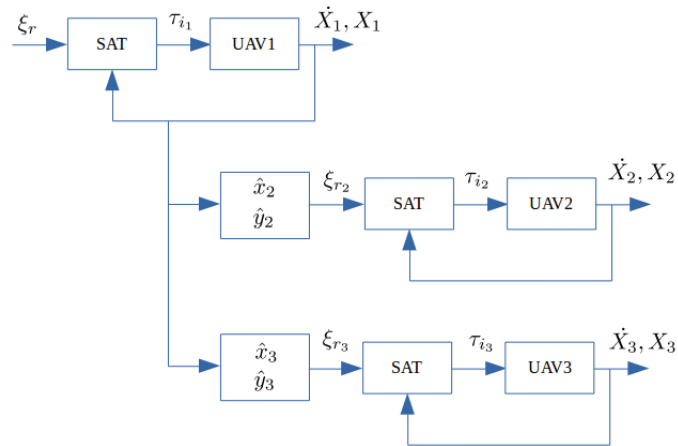 ξ_r SAT τ_{i_1} UAV1 Ẋ_1, X_1
x̂_2
ŷ_2
ξ_{r_2} SAT τ_{i_2} UAV2 Ẋ_2, X_2
x̂_3
ŷ_3
ξ_{r_3} SAT τ_{i_3} UAV3 Ẋ_3, X_3